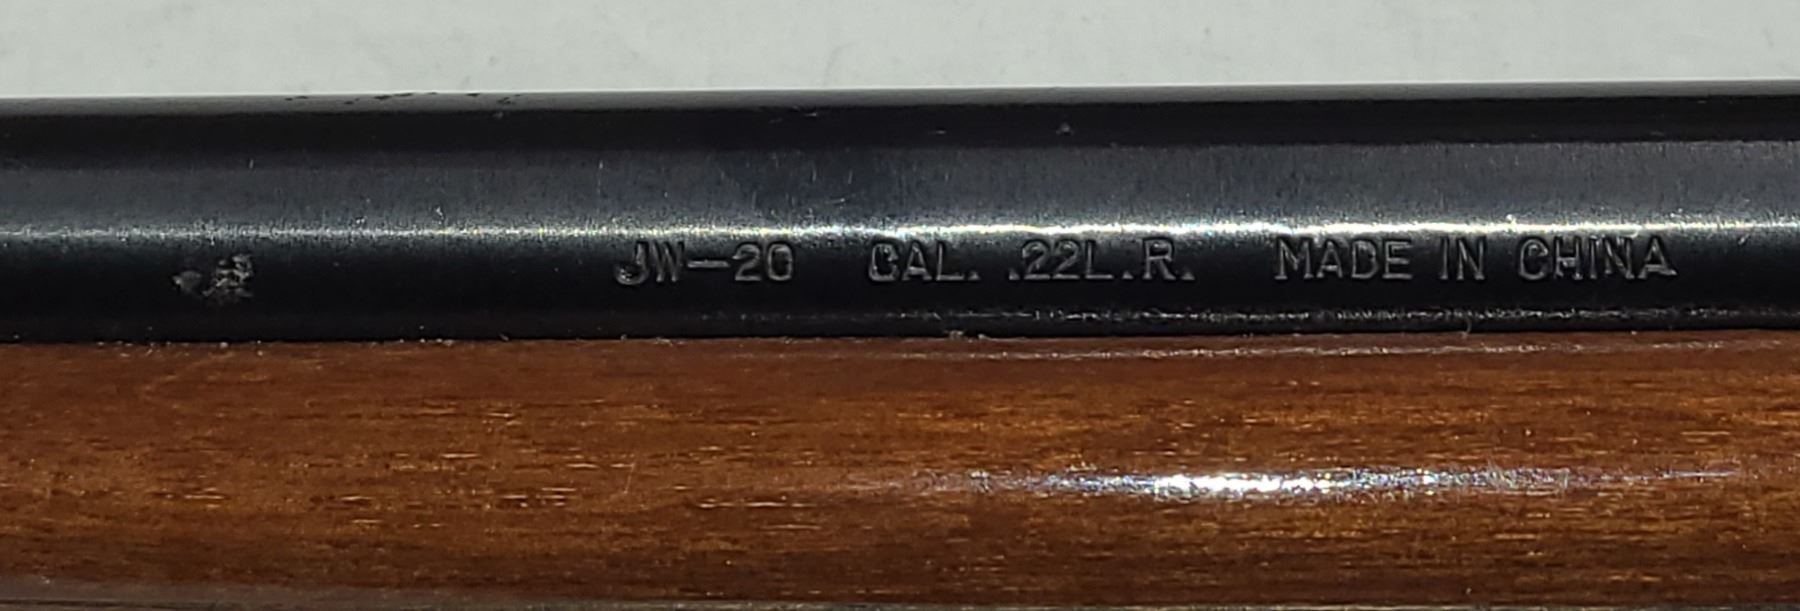 JW-20 CAL. .22L.R. MADE IN CHINA